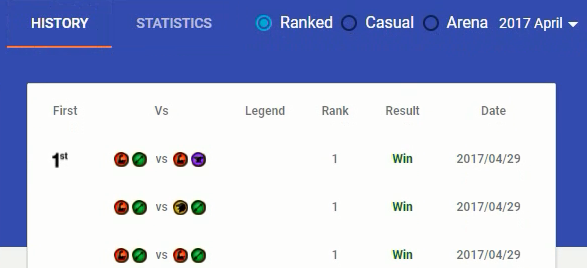 HISTORY STATISTICS Ranked Casual Arena 2017 April
First Vs Legend Rank Result Date
1st vs 1 Win 2017/04/29
vs 1 Win 2017/04/29
vs 1 Win 2017/04/29